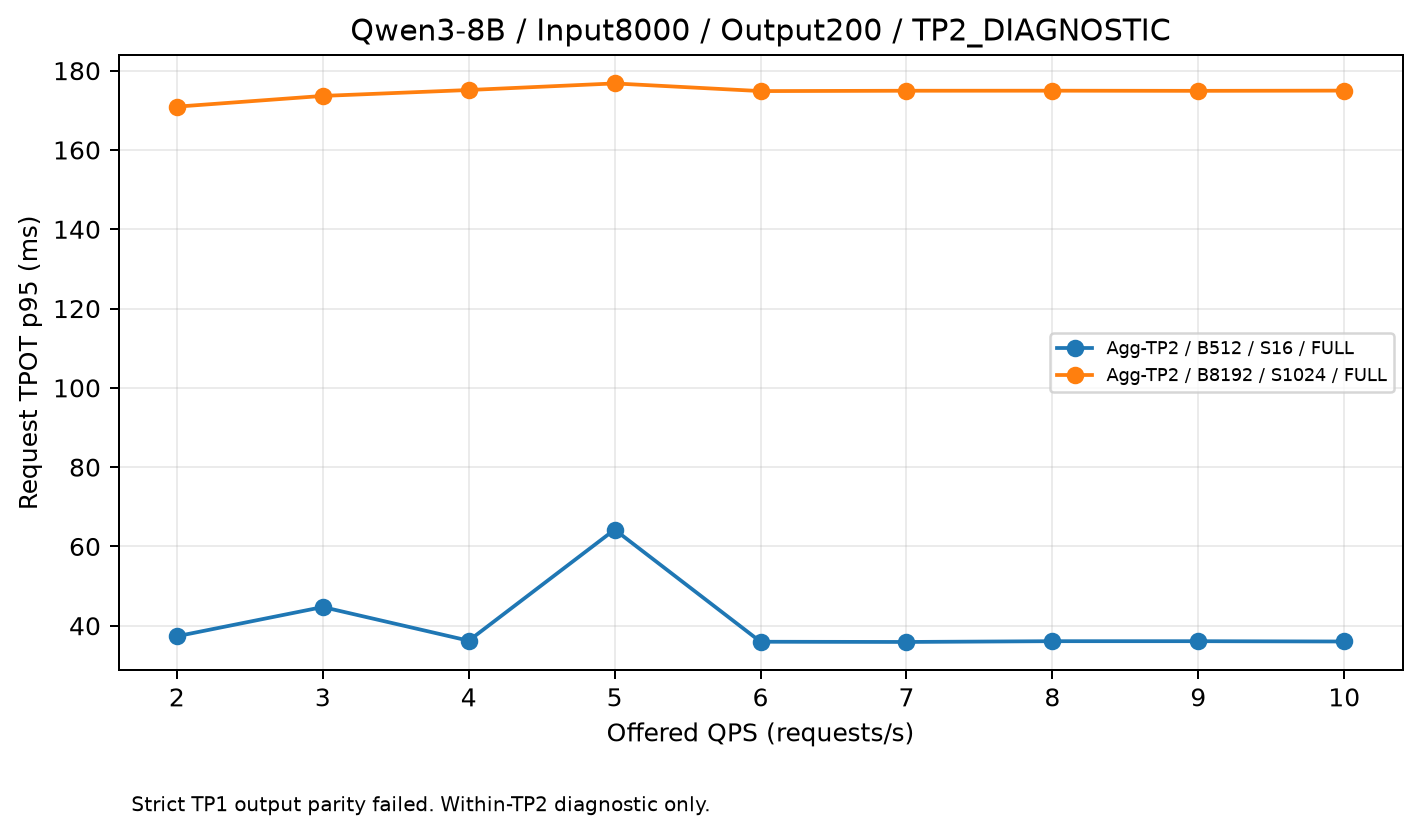 Qwen3-8B / Input8000 / Output200 / TP2_DIAGNOSTIC
Request TPOT p95 (ms)
180
160
140
120
100
80
60
40
Agg-TP2 / B512 / S16 / FULL
Agg-TP2 / B8192 / S1024 / FULL
2 3 4 5 6 7 8 9 10
Offered QPS (requests/s)
Strict TP1 output parity failed. Within-TP2 diagnostic only.